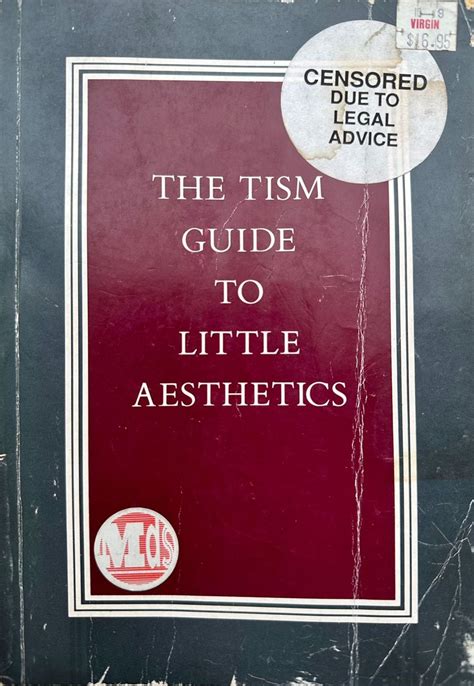 VIRGIN
$16.95
CENSORED
DUE TO
LEGAL
ADVICE
THE TISM
GUIDE
TO
LITTLE
AESTHETICS
MDS